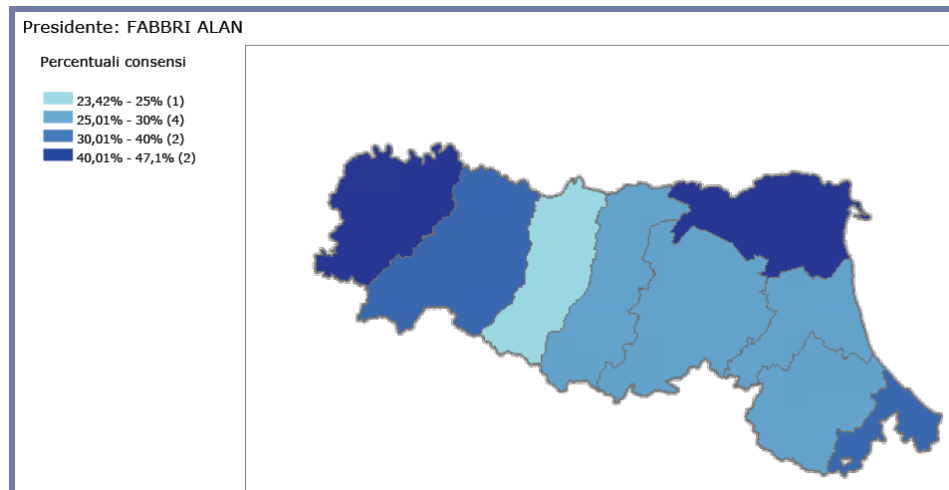 Presidente: FABBRI ALAN
Percentuali consensi
23,42% - 25% (1)
25,01% - 30% (4)
30,01% - 40% (2)
40,01% - 47,1% (2)